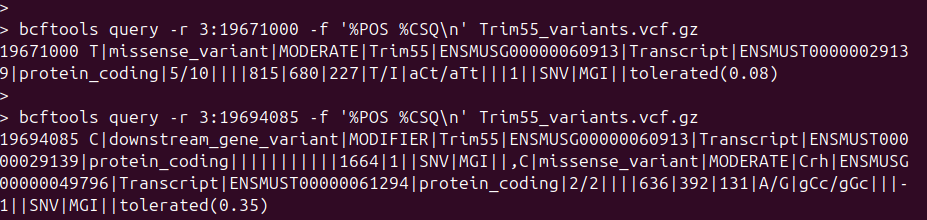 >
> bcftools query -r 3:19671000 -f '%POS %CSQ\n' Trim55_variants.vcf.gz
19671000 T|missense_variant|MODERATE|Trim55|ENSMUSG00000060913|Transcript|ENSMUST0000002913
9|protein_coding|5/10||||815|680|227|T/I|aCt/aTt|||1||SNV|MGI||tolerated(0.08)
>
> bcftools query -r 3:19694085 -f '%POS %CSQ\n' Trim55_variants.vcf.gz
19694085 C|downstream_gene_variant|MODIFIER|Trim55|ENSMUSG00000060913|Transcript|ENSMUST000
00029139|protein_coding|||||||||||1664|1||SNV|MGI||,C|missense_variant|MODERATE|Crh|ENSMUSG
00000049796|Transcript|ENSMUST00000061294|protein_coding|2/2||||636|392|131|A/G|gCc/gGc|||-
1||SNV|MGI||tolerated(0.35)